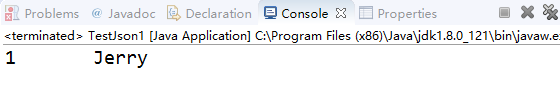 Problems @ Javadoc Declaration Console Properties
<terminated> TestJson1 [Java Application] C:\Program Files (x86)\Java\jdk1.8.0_121\bin\javaw.e
1 Jerry